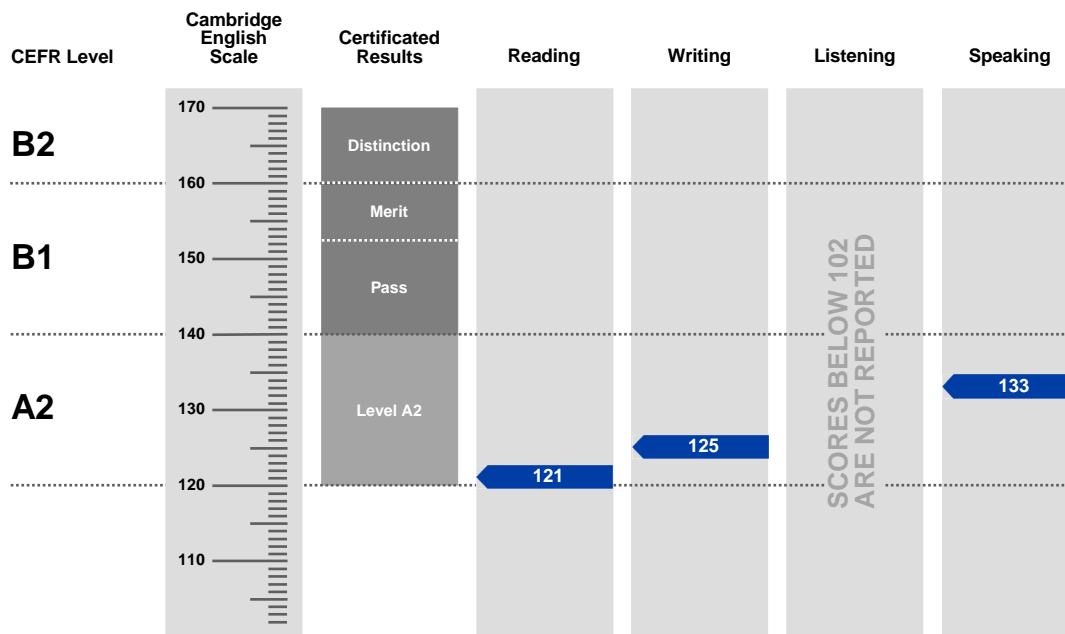 CEFR Level
Cambridge
English
Scale
Certificated
Results
Reading
Writing
Listening
Speaking
170
B2
Distinction
160
Merit
B1
150
Pass
140
A2
130
Level A2
133
125
121
120
110
SCORES BELOW 102
ARE NOT REPORTED